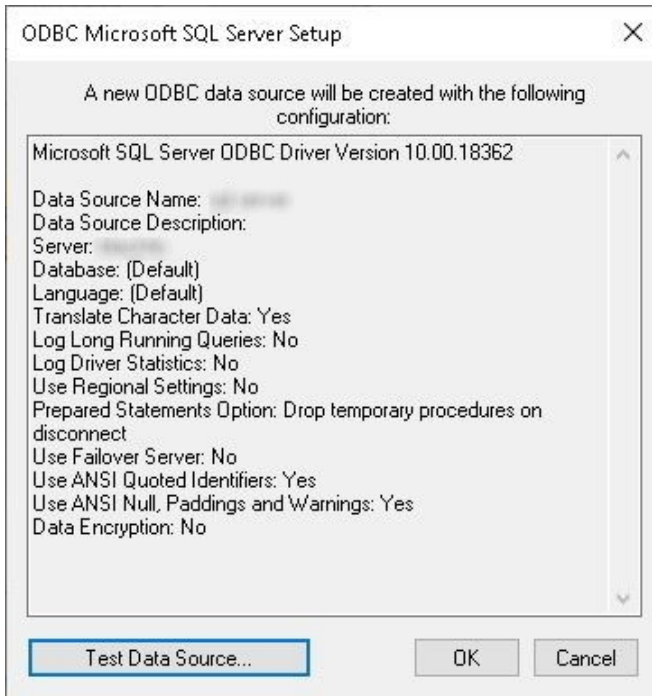 ODBC Microsoft SQL Server Setup
A new ODBC data source will be created with the following
configuration:
Microsoft SQL Server ODBC Driver Version 10.00.18362
Data Source Name:
Data Source Description:
Server:
Database: (Default)
Language: (Default)
Translate Character Data: Yes
Log Long Running Queries: No
Log Driver Statistics: No
Use Regional Settings: No
Prepared Statements Option: Drop temporary procedures on
disconnect
Use Failover Server: No
Use ANSI Quoted Identifiers: Yes
Use ANSI Null, Paddings and Warnings: Yes
Data Encryption: No
Test Data Source... OK Cancel